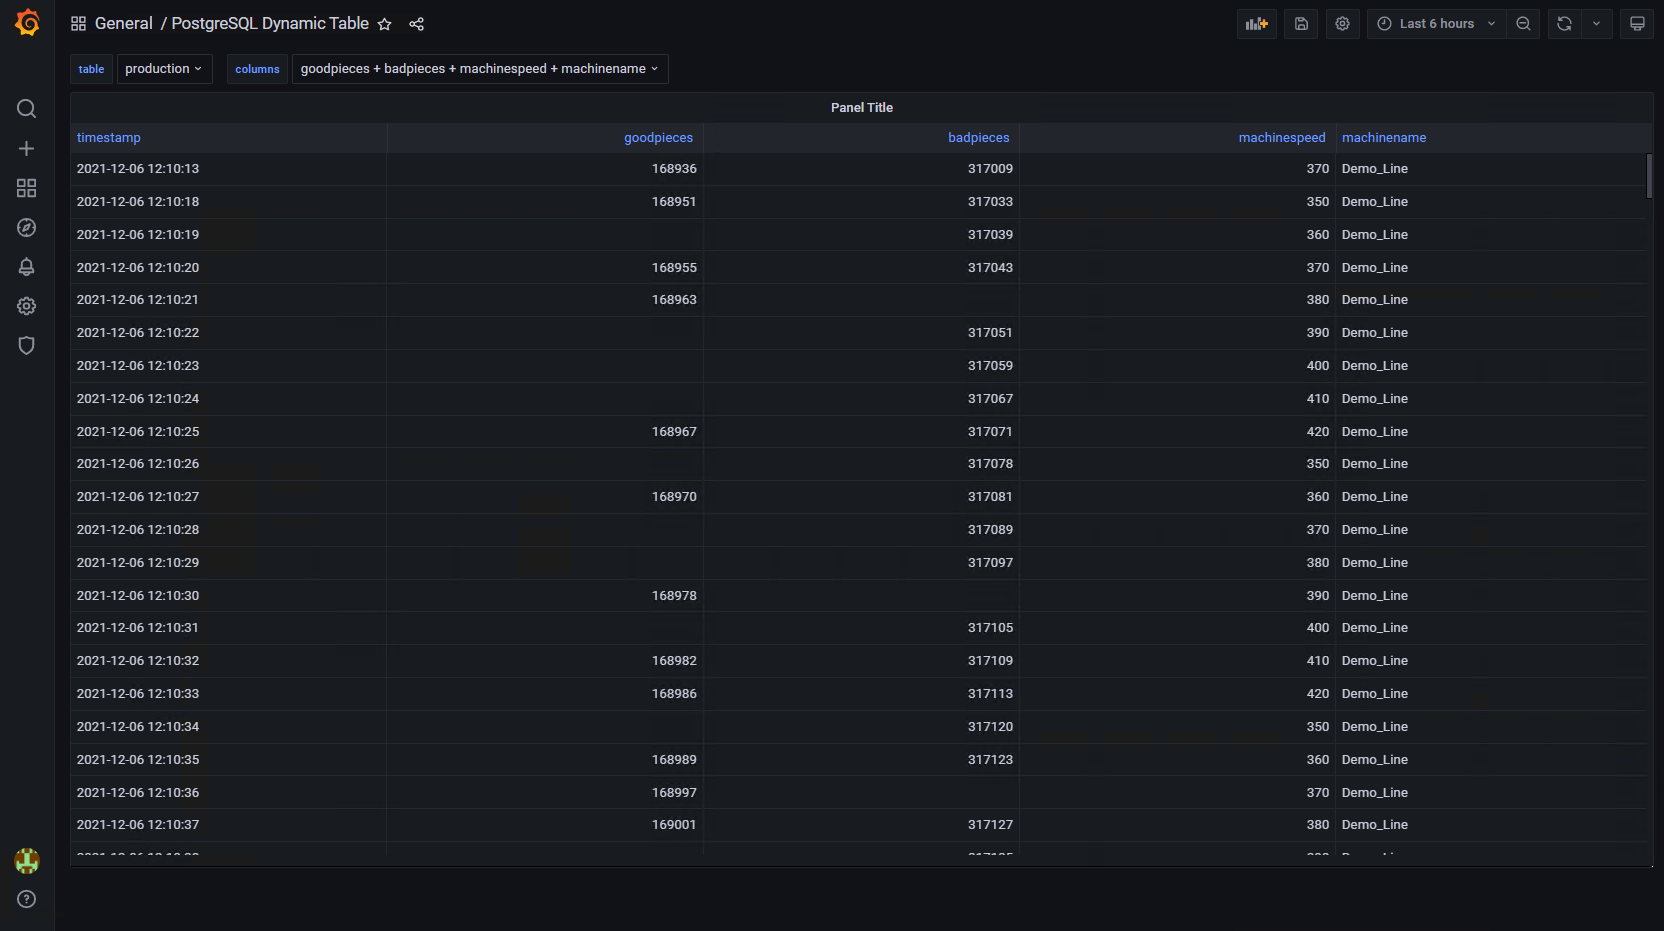 General / PostgreSQL Dynamic Table
Last 6 hours
table production columns goodpieces + badpieces + machinespeed + machinename
Panel Title
timestamp goodpieces badpieces machinespeed machinename
2021-12-06 12:10:13 168936 317009 370 Demo_Line
2021-12-06 12:10:18 168951 317033 350 Demo_Line
2021-12-06 12:10:19 317039 360 Demo_Line
2021-12-06 12:10:20 168955 317043 370 Demo_Line
2021-12-06 12:10:21 168963 380 Demo_Line
2021-12-06 12:10:22 317051 390 Demo_Line
2021-12-06 12:10:23 317059 400 Demo_Line
2021-12-06 12:10:24 317067 410 Demo_Line
2021-12-06 12:10:25 168967 317071 420 Demo_Line
2021-12-06 12:10:26 317078 350 Demo_Line
2021-12-06 12:10:27 168970 317081 360 Demo_Line
2021-12-06 12:10:28 317089 370 Demo_Line
2021-12-06 12:10:29 317097 380 Demo_Line
2021-12-06 12:10:30 168978 390 Demo_Line
2021-12-06 12:10:31 317105 400 Demo_Line
2021-12-06 12:10:32 168982 317109 410 Demo_Line
2021-12-06 12:10:33 168986 317113 420 Demo_Line
2021-12-06 12:10:34 317120 350 Demo_Line
2021-12-06 12:10:35 168989 317123 360 Demo_Line
2021-12-06 12:10:36 168997 370 Demo_Line
2021-12-06 12:10:37 169001 317127 380 Demo_Line